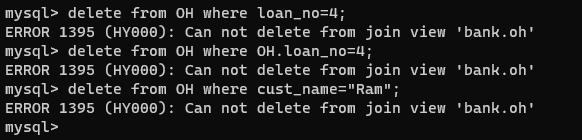 mysql> delete from OH where loan_no=4;
ERROR 1395 (HY000): Can not delete from join view 'bank.oh'
mysql> delete from OH where OH.loan_no=4;
ERROR 1395 (HY000): Can not delete from join view 'bank.oh'
mysql> delete from OH where cust_name="Ram";
ERROR 1395 (HY000): Can not delete from join view 'bank.oh'
mysql>